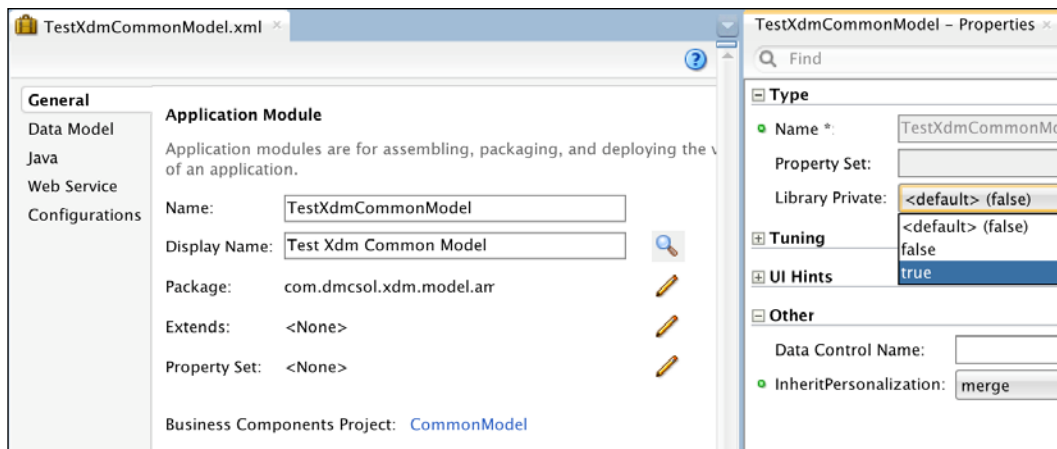 TestXdmCommonModel.xml
General
Data Model
Java
Web Service
Configurations
Application Module
Application modules are for assembling, packaging, and deploying the v
of an application.
Name: TestXdmCommonModel
Display Name: Test Xdm Common Model
Package: com.dmcsol.xdm.model.am
Extends: <None>
Property Set: <None>
Business Components Project: CommonModel
TestXdmCommonModel – Properties
Find
Type
Name *: TestXdmCommonMo
Property Set:
Library Private: <default> (false)
<default> (false)
false
true
Tuning
UI Hints
Other
Data Control Name:
InheritPersonalization: merge